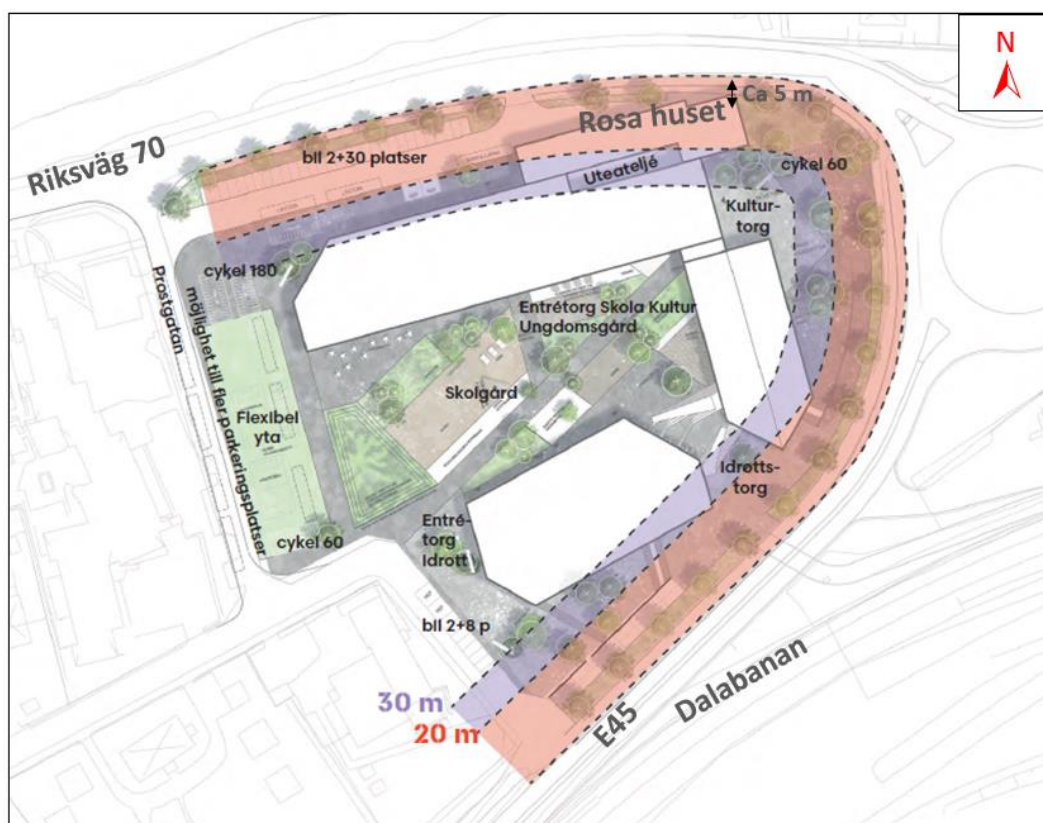 N
Ca 5 m
Rosa huset
Riksväg 70
bil 2+30 platser
cykel 60
Uteateljé
Kultur-
torg
cykel 180
Prostgatan
möjlighet till fler parkeringsplatser
Entrétorg Skola Kultur
Ungdomsgård
Skolgård
Flexibel
yta
Idrotts-
torg
Entré-
torg
Idrott
cykel 60
bil 2+8 p
30 m
20 m
E45
Dalabanan